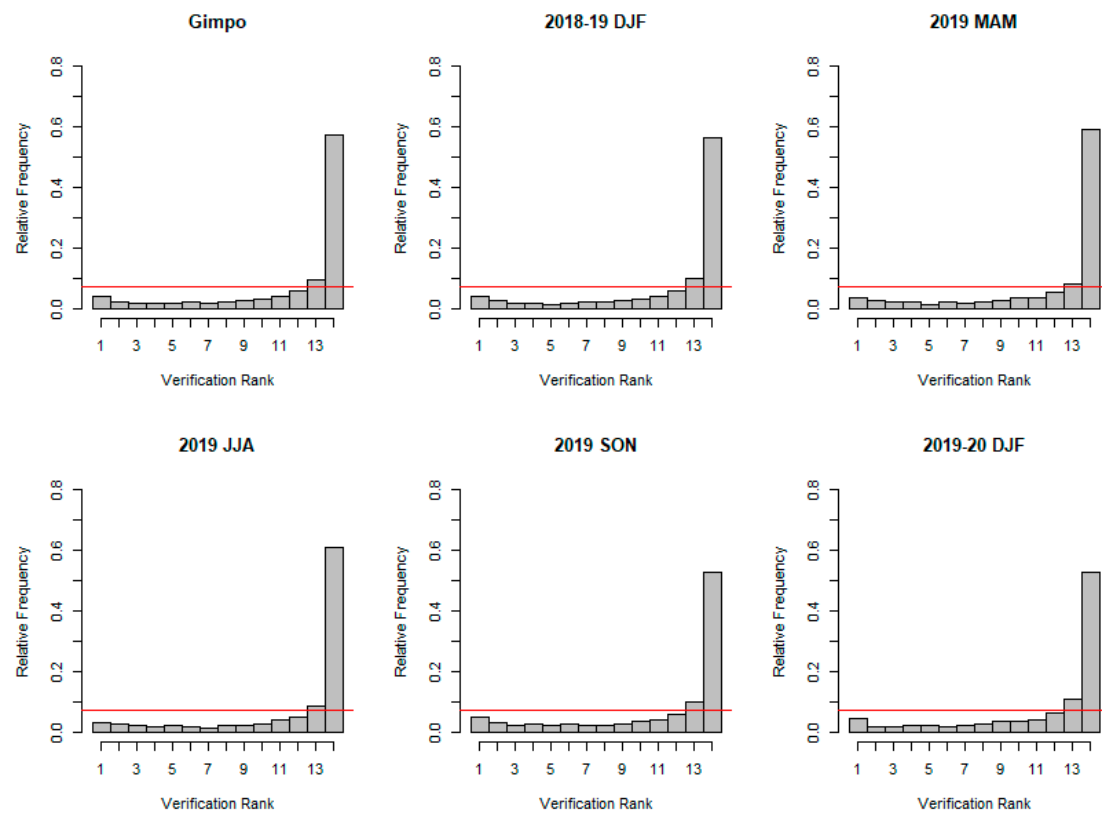 Gimpo
0.8
0.6
0.4
0.2
0.0
Relative Frequency
1 3 5 7 9 11 13
Verification Rank
2018-19 DJF
0.8
0.6
0.4
0.2
0.0
Relative Frequency
1 3 5 7 9 11 13
Verification Rank
2019 MAM
0.8
0.6
0.4
0.2
0.0
Relative Frequency
1 3 5 7 9 11 13
Verification Rank
2019 JJA
0.8
0.6
0.4
0.2
0.0
Relative Frequency
1 3 5 7 9 11 13
Verification Rank
2019 SON
0.8
0.6
0.4
0.2
0.0
Relative Frequency
1 3 5 7 9 11 13
Verification Rank
2019-20 DJF
0.8
0.6
0.4
0.2
0.0
Relative Frequency
1 3 5 7 9 11 13
Verification Rank